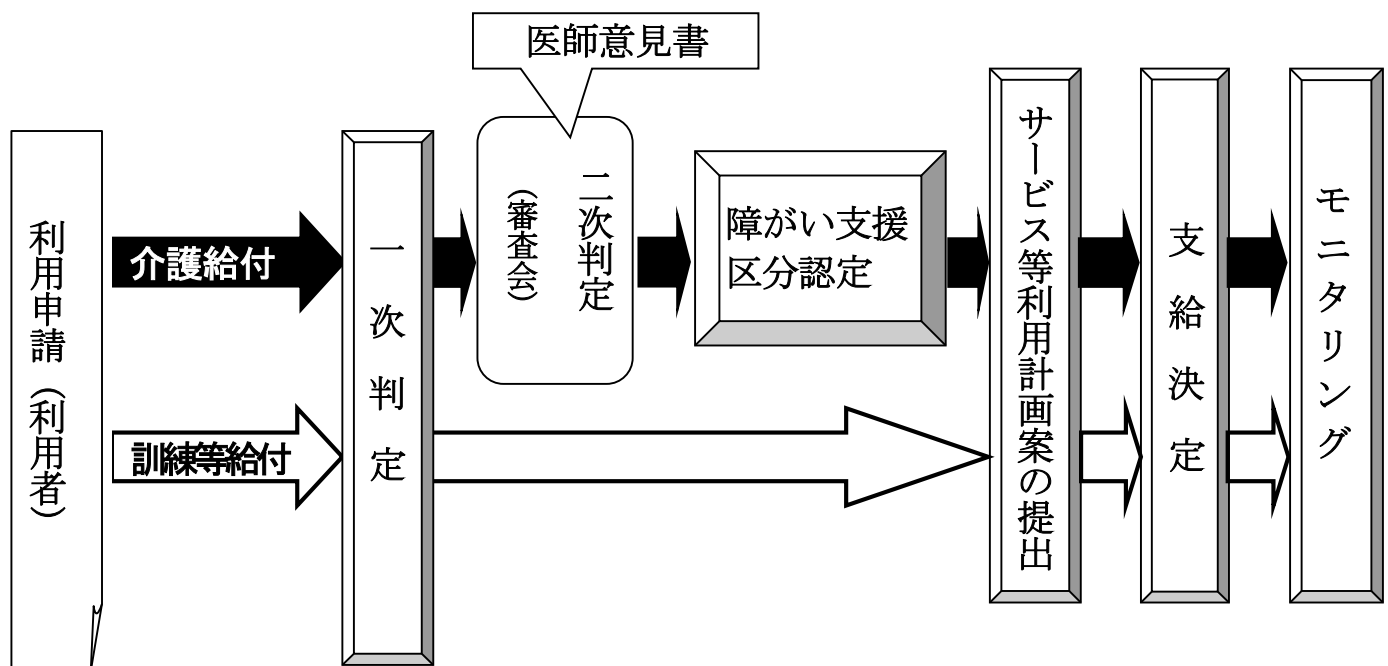 医師意見書
利用申請(利用者)
介護給付
訓練等給付
一次判定
二次判定
(審査会)
障がい支援
区分認定
サービス等利用計画案の提出
支給決定
モニタリング